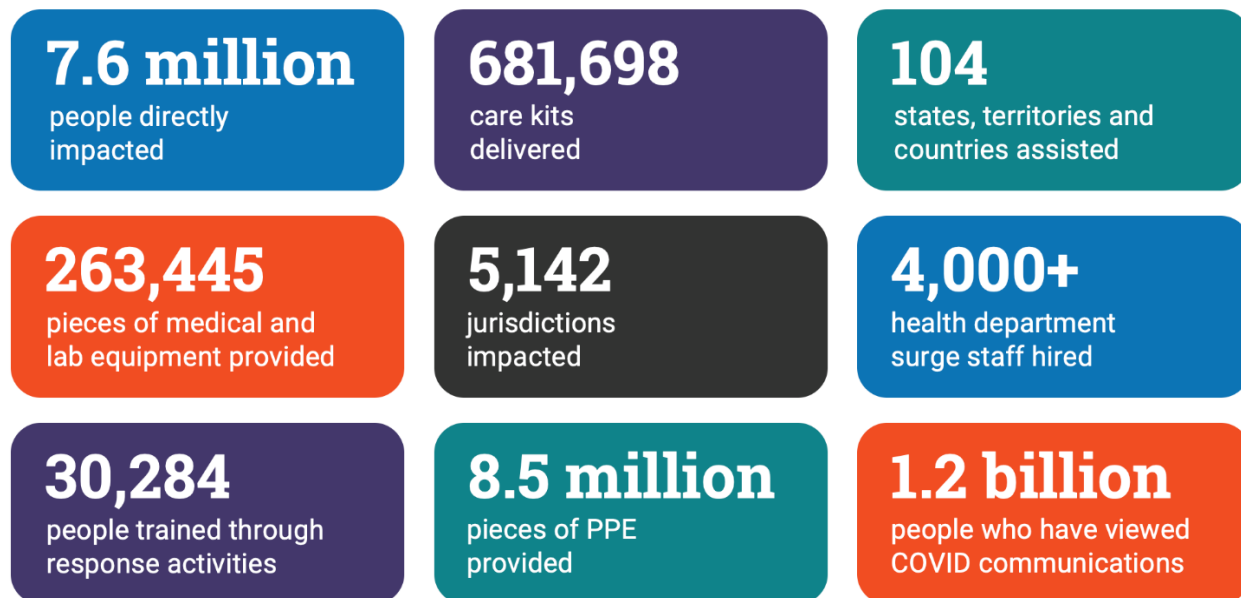 7.6 million
people directly
impacted
681,698
care kits
delivered
104
states, territories and
countries assisted
263,445
pieces of medical and
lab equipment provided
5,142
jurisdictions
impacted
4,000+
health department
surge staff hired
30,284
people trained through
response activities
8.5 million
pieces of PPE
provided
1.2 billion
people who have viewed
COVID communications